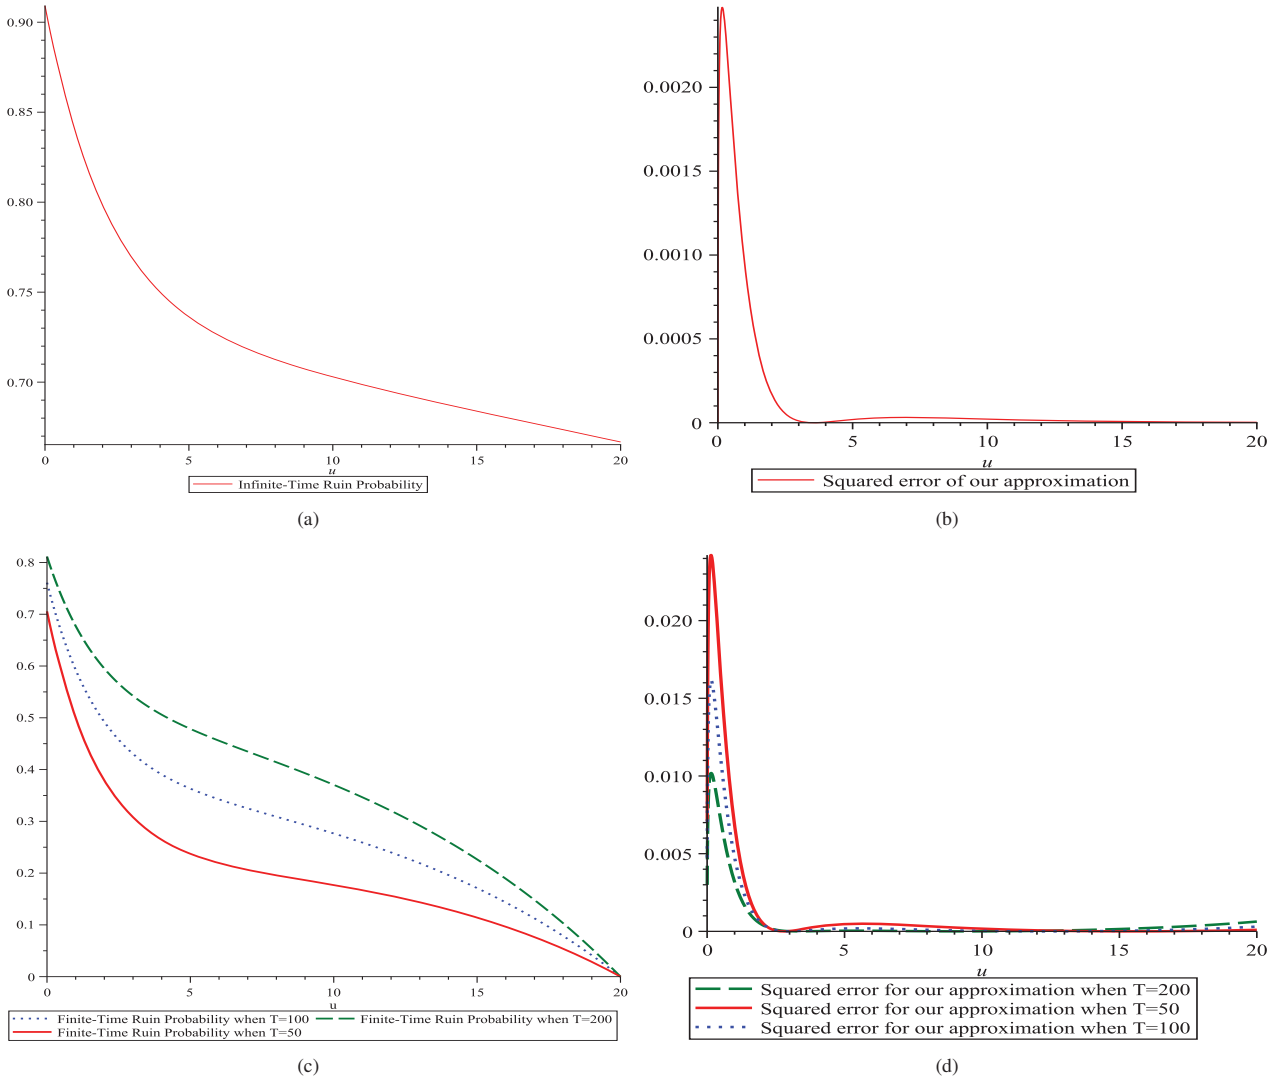 0.90
0.85
0.80
0.75
0.70
0 5 10 15 20
u
Infinite-Time Ruin Probability
(a)
0.0020
0.0015
0.0010
0.0005
0
0 5 10 15 20
u
Squared error of our approximation
(b)
0.8
0.7
0.6
0.5
0.4
0.3
0.2
0.1
0
0 5 10 15 20
u
Finite-Time Ruin Probability when T=100 Finite-Time Ruin Probability when T=200
Finite-Time Ruin Probability when T=50
(c)
0.020
0.015
0.010
0.005
0
0 5 10 15 20
u
Squared error for our approximation when T=200
Squared error for our approximation when T=50
Squared error for our approximation when T=100
(d)